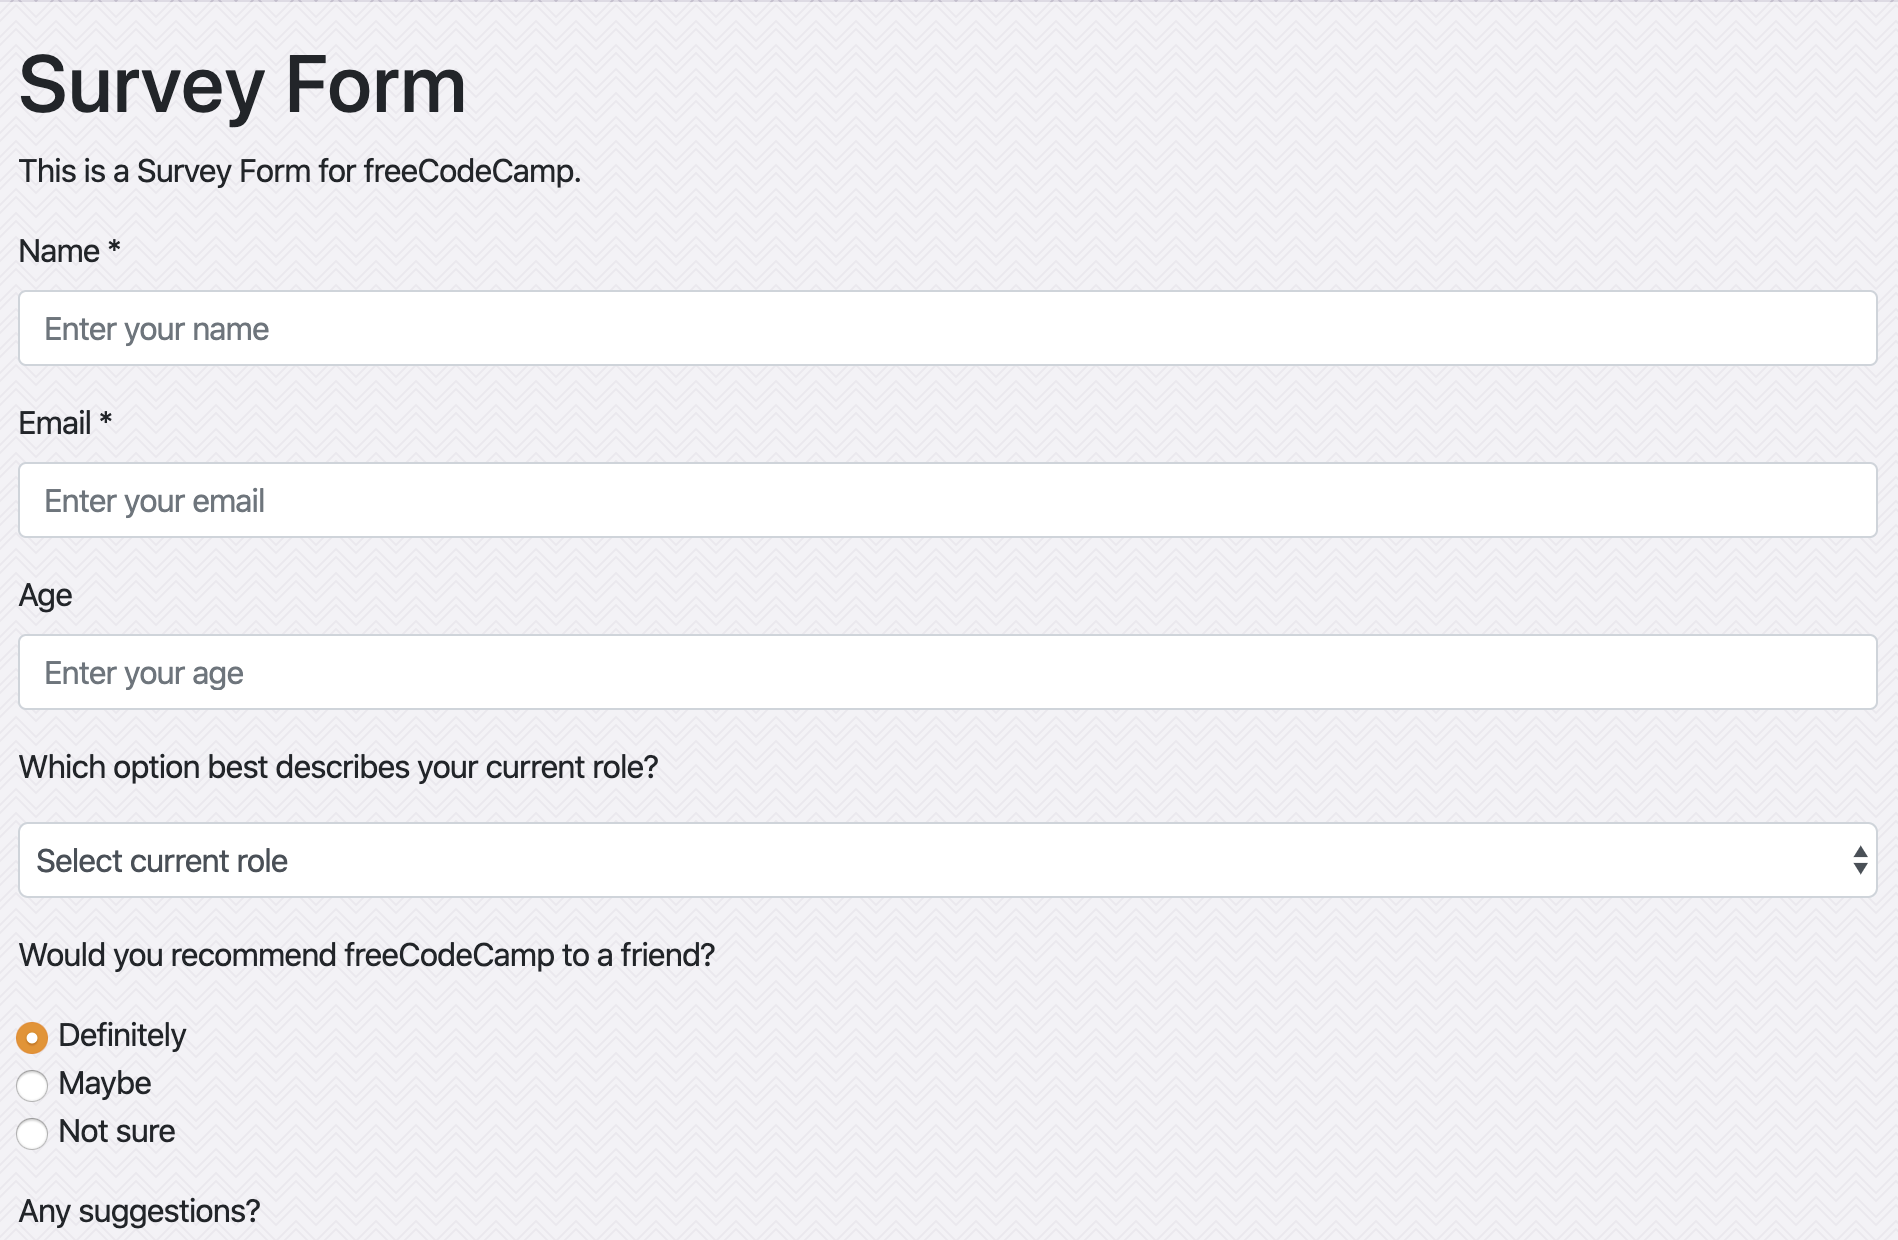 Survey Form
This is a Survey Form for freeCodeCamp.
Name *
Enter your name
Email *
Enter your email
Age
Enter your age
Which option best describes your current role?
Select current role
Would you recommend freeCodeCamp to a friend?
Definitely
Maybe
Not sure
Any suggestions?